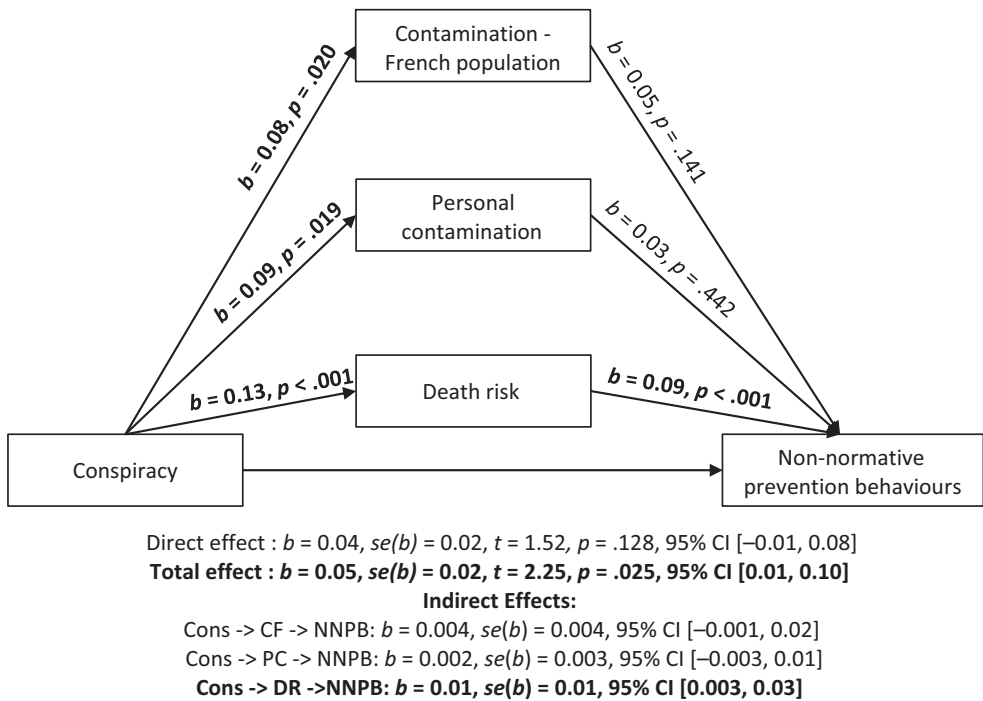 Contamination -
French population
b = 0.08, p = .020
b = 0.05, p = .141
Personal
contamination
b = 0.09, p = .019
b = 0.03, p = .442
Death risk
b = 0.13, p < .001
b = 0.09, p < .001
Conspiracy
Non-normative
prevention behaviours
Direct effect : b = 0.04, se(b) = 0.02, t = 1.52, p = .128, 95% CI [–0.01, 0.08]
Total effect : b = 0.05, se(b) = 0.02, t = 2.25, p = .025, 95% CI [0.01, 0.10]
Indirect Effects:
Cons -> CF -> NNPB: b = 0.004, se(b) = 0.004, 95% CI [–0.001, 0.02]
Cons -> PC -> NNPB: b = 0.002, se(b) = 0.003, 95% CI [–0.003, 0.01]
Cons -> DR ->NNPB: b = 0.01, se(b) = 0.01, 95% CI [0.003, 0.03]